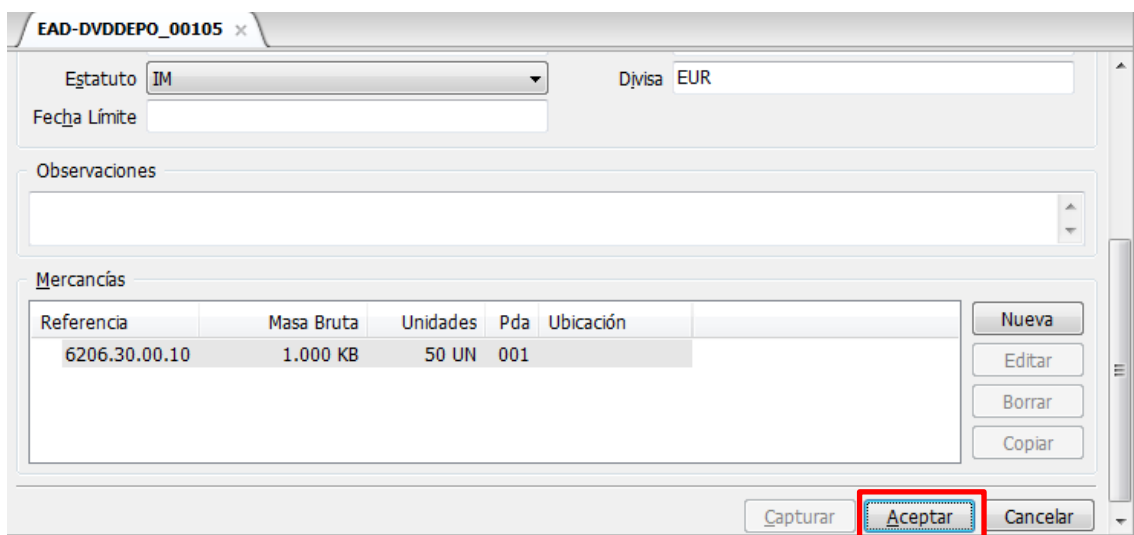 EAD-DVDDEPO_00105 ×
Estatuto IM Divisa EUR
Fecha Límite
Observaciones
Mercancías
Referencia Masa Bruta Unidades Pda Ubicación
6206.30.00.10 1.000 KB 50 UN 001
Nueva
Editar
Borrar
Copiar
Capturar Aceptar Cancelar